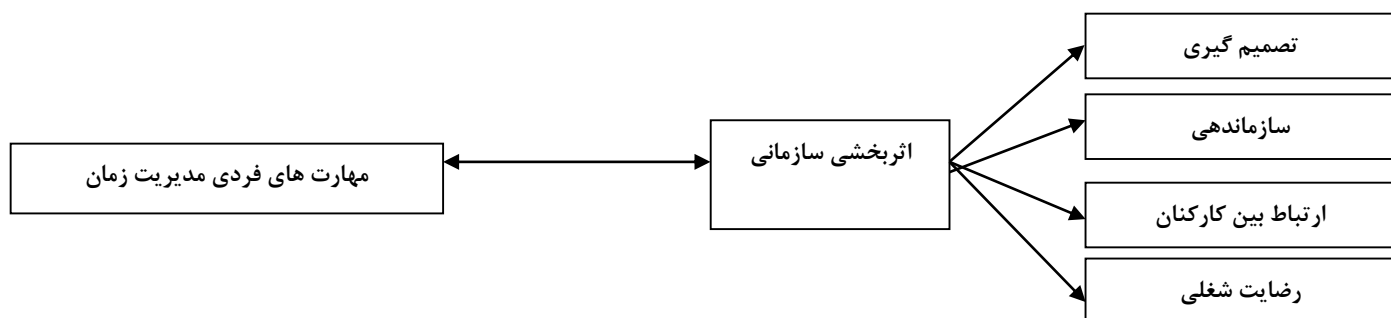 تصمیم گیری
سازماندهی
اثربخشی سازمانی
مهارت های فردی مدیریت زمان
ارتباط بین کارکنان
رضایت شغلی